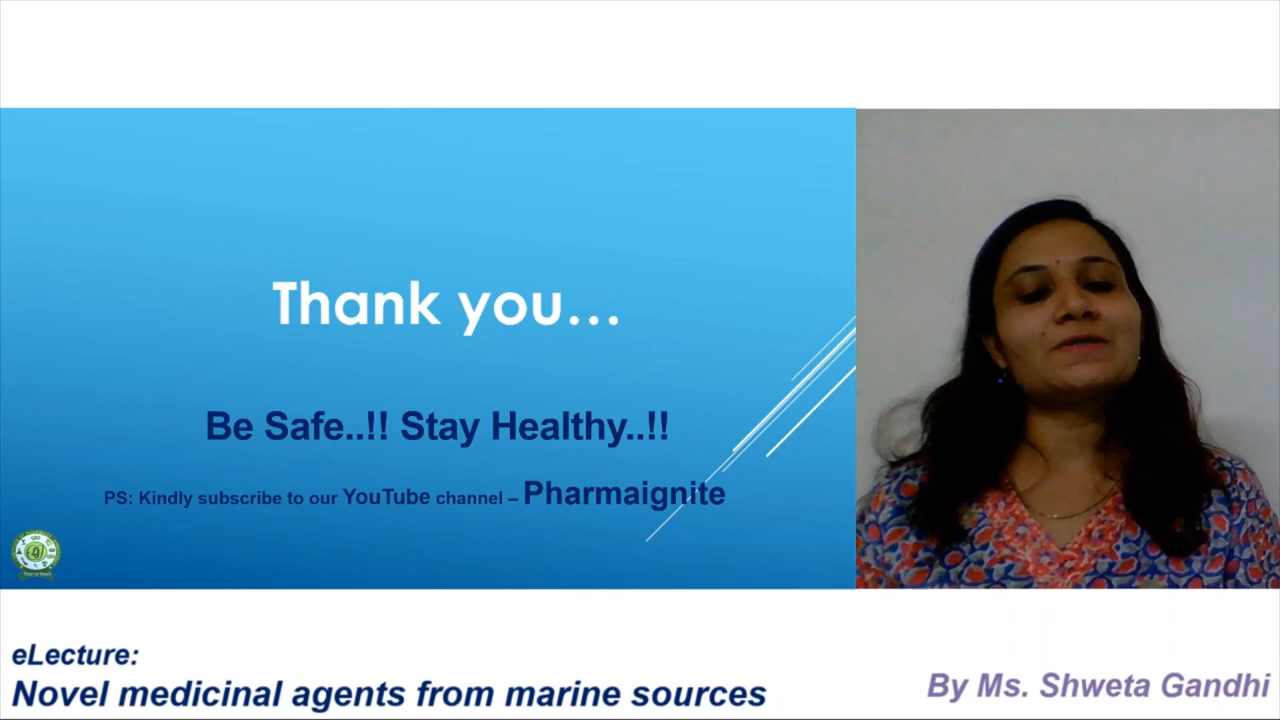 Thank you...
Be Safe..!! Stay Healthy..!!
PS: Kindly subscribe to our YouTube channel – Pharmaignite
eLecture:
Novel medicinal agents from marine sources
By Ms. Shweta Gandhi